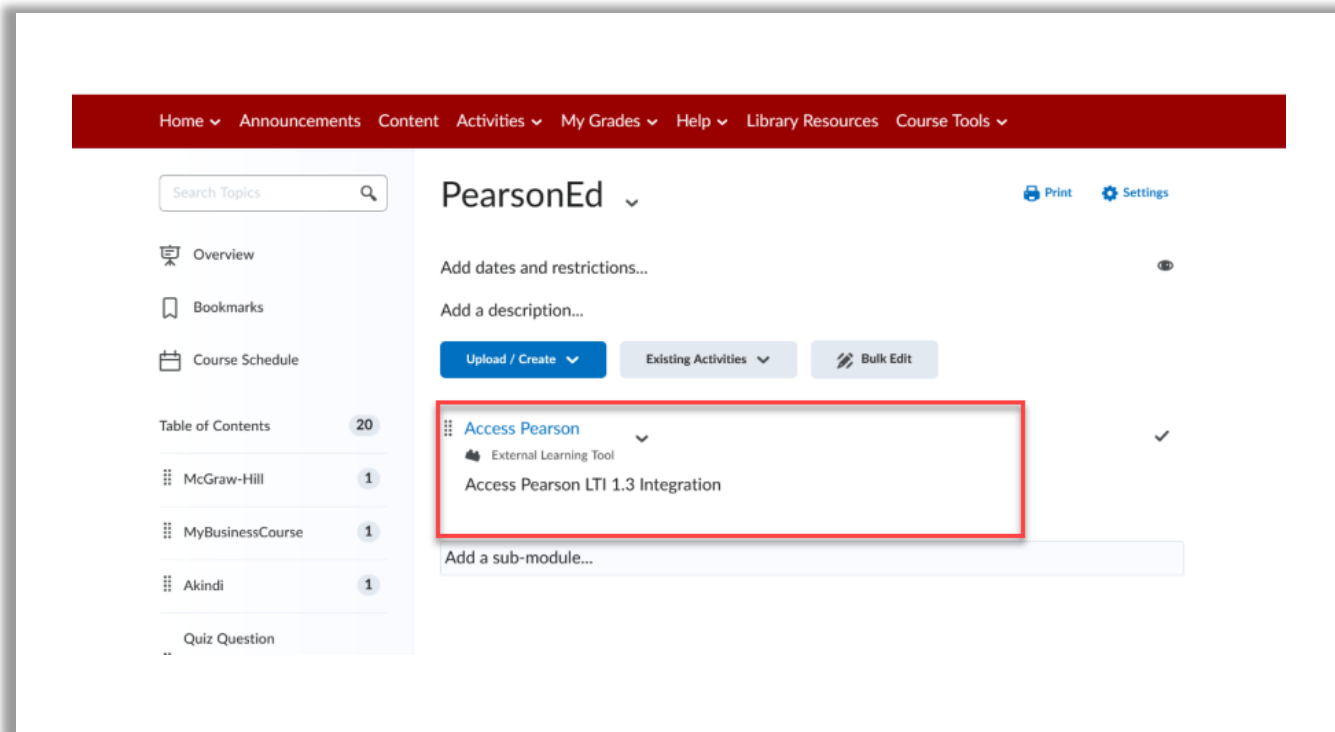 Home Announcements Content Activities My Grades Help Library Resources Course Tools
Search Topics
Overview
Bookmarks
Course Schedule
Table of Contents 20
McGraw-Hill 1
MyBusinessCourse 1
Akindi 1
Quiz Question
PearsonEd
Print Settings
Add dates and restrictions...
Add a description...
Upload / Create Existing Activities Bulk Edit
Access Pearson
External Learning Tool
Access Pearson LTI 1.3 Integration
Add a sub-module...